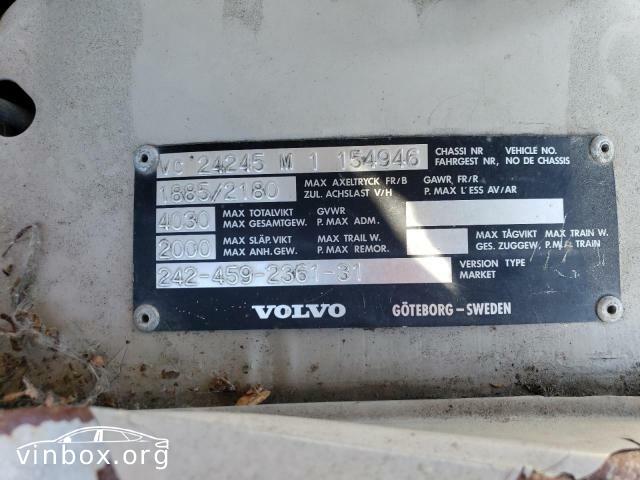 VC 24245 M 1 154946 CHASSI NR VEHICLE NO.
FAHRGEST NR, NO DE CHASSIS
1885/2180 MAX AXELTRYCK FR/B GAWR, FR/R
ZUL. ACHSLAST V/H P. MAX L'ESS AV/AR
4030 MAX TOTALVIKT GVWR
MAX GESAMTGEW. P. MAX ADM.
2000 MAX SLÄP. VIKT MAX TRAIL W. MAX TÅGVIKT MAX TRAIN W.
MAX ANH. GEW. P. MAX REMOR. GES. ZUGGEW. P.M. TRAIN
242-459-2361-31 VERSION TYPE
MARKET
VOLVO GÖTEBORG - SWEDEN
vinbox.org